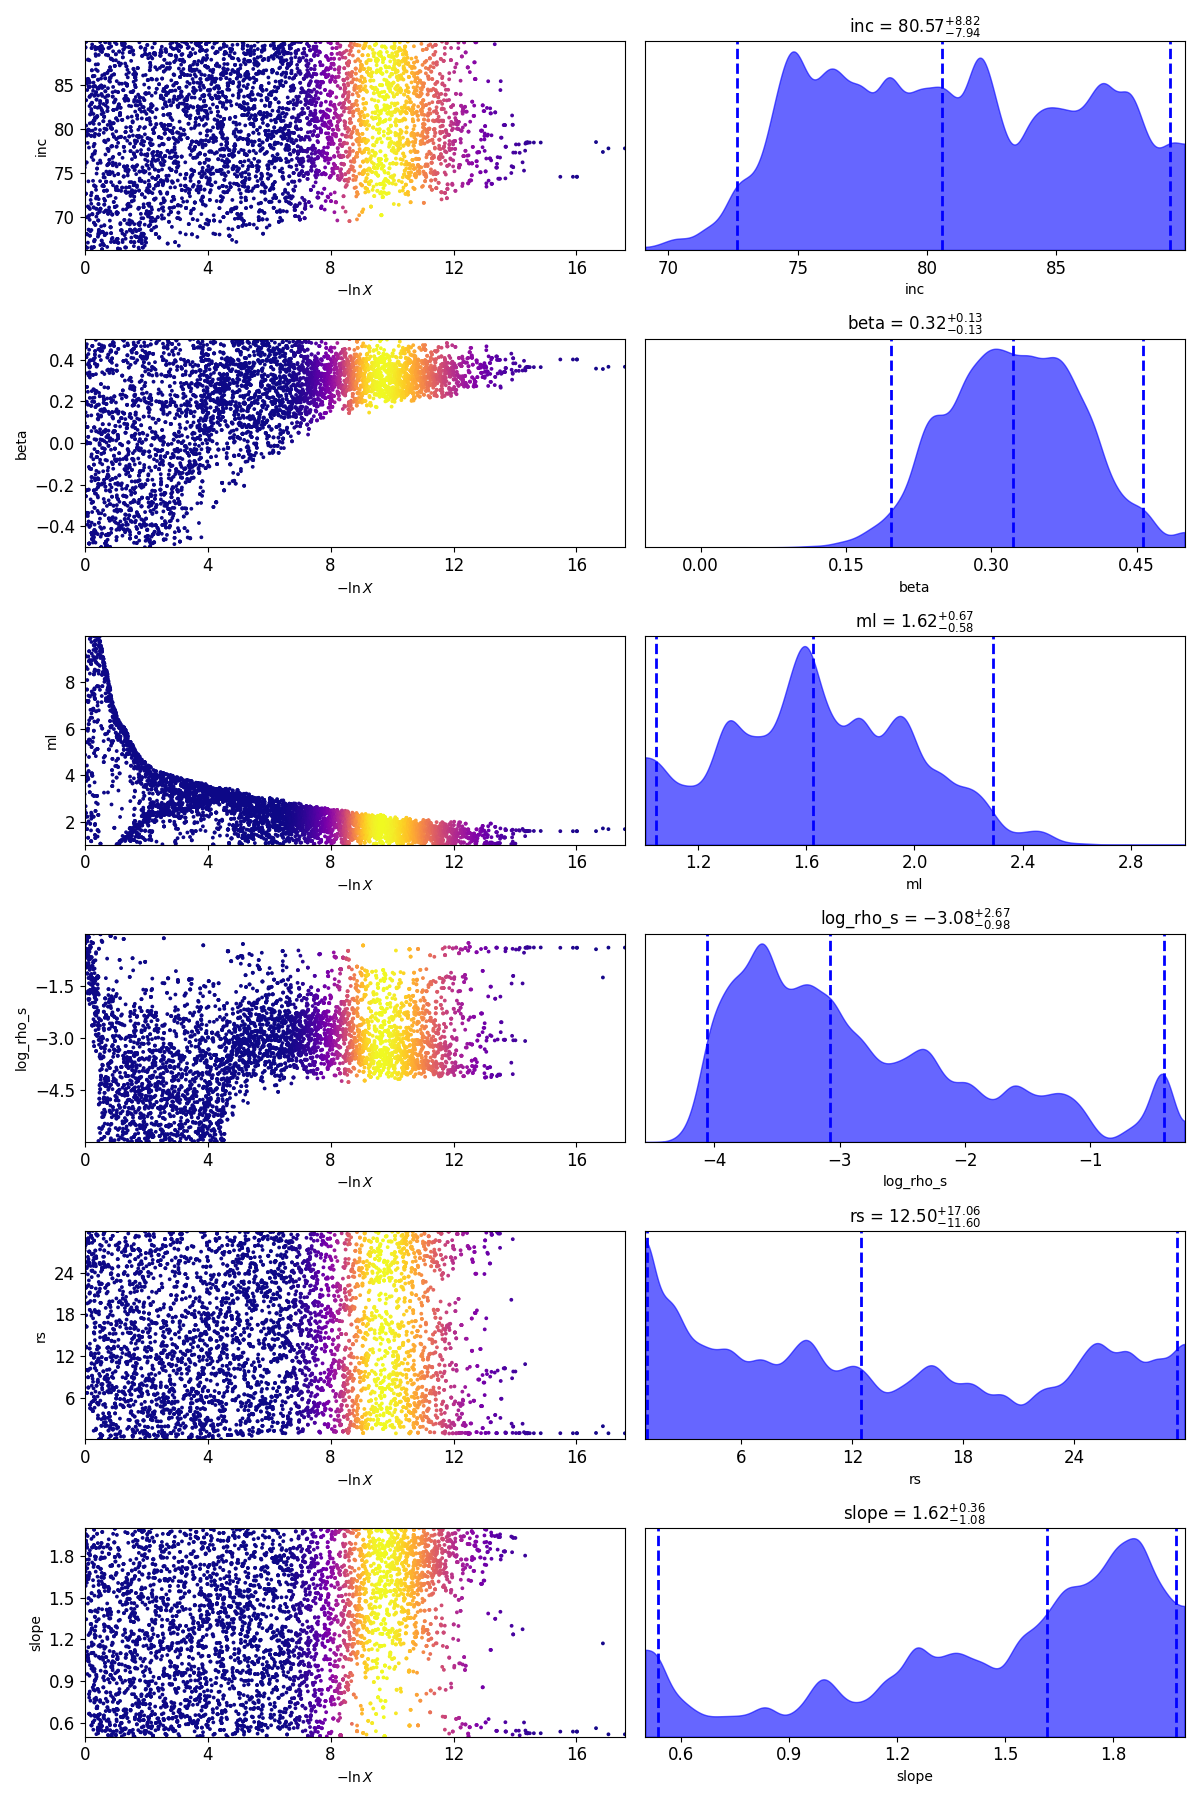 inc = 80.57^{+8.82}_{-7.94}
inc
85
80
75
70
0 4 8 12 16
−ln X
70 75 80 85
inc
beta = 0.32^{+0.13}_{-0.13}
beta
0.4
0.2
0.0
−0.2
−0.4
0 4 8 12 16
−ln X
0.00 0.15 0.30 0.45
beta
ml = 1.62^{+0.67}_{-0.58}
ml
8
6
4
2
0 4 8 12 16
−ln X
1.2 1.6 2.0 2.4 2.8
ml
log_rho_s = −3.08^{+2.67}_{-0.98}
log_rho_s
−1.5
−3.0
−4.5
0 4 8 12 16
−ln X
−4 −3 −2 −1
log_rho_s
rs = 12.50^{+17.06}_{-11.60}
rs
24
18
12
6
0 4 8 12 16
−ln X
6 12 18 24
rs
slope = 1.62^{+0.36}_{-1.08}
slope
1.8
1.5
1.2
0.9
0.6
0 4 8 12 16
−ln X
0.6 0.9 1.2 1.5 1.8
slope